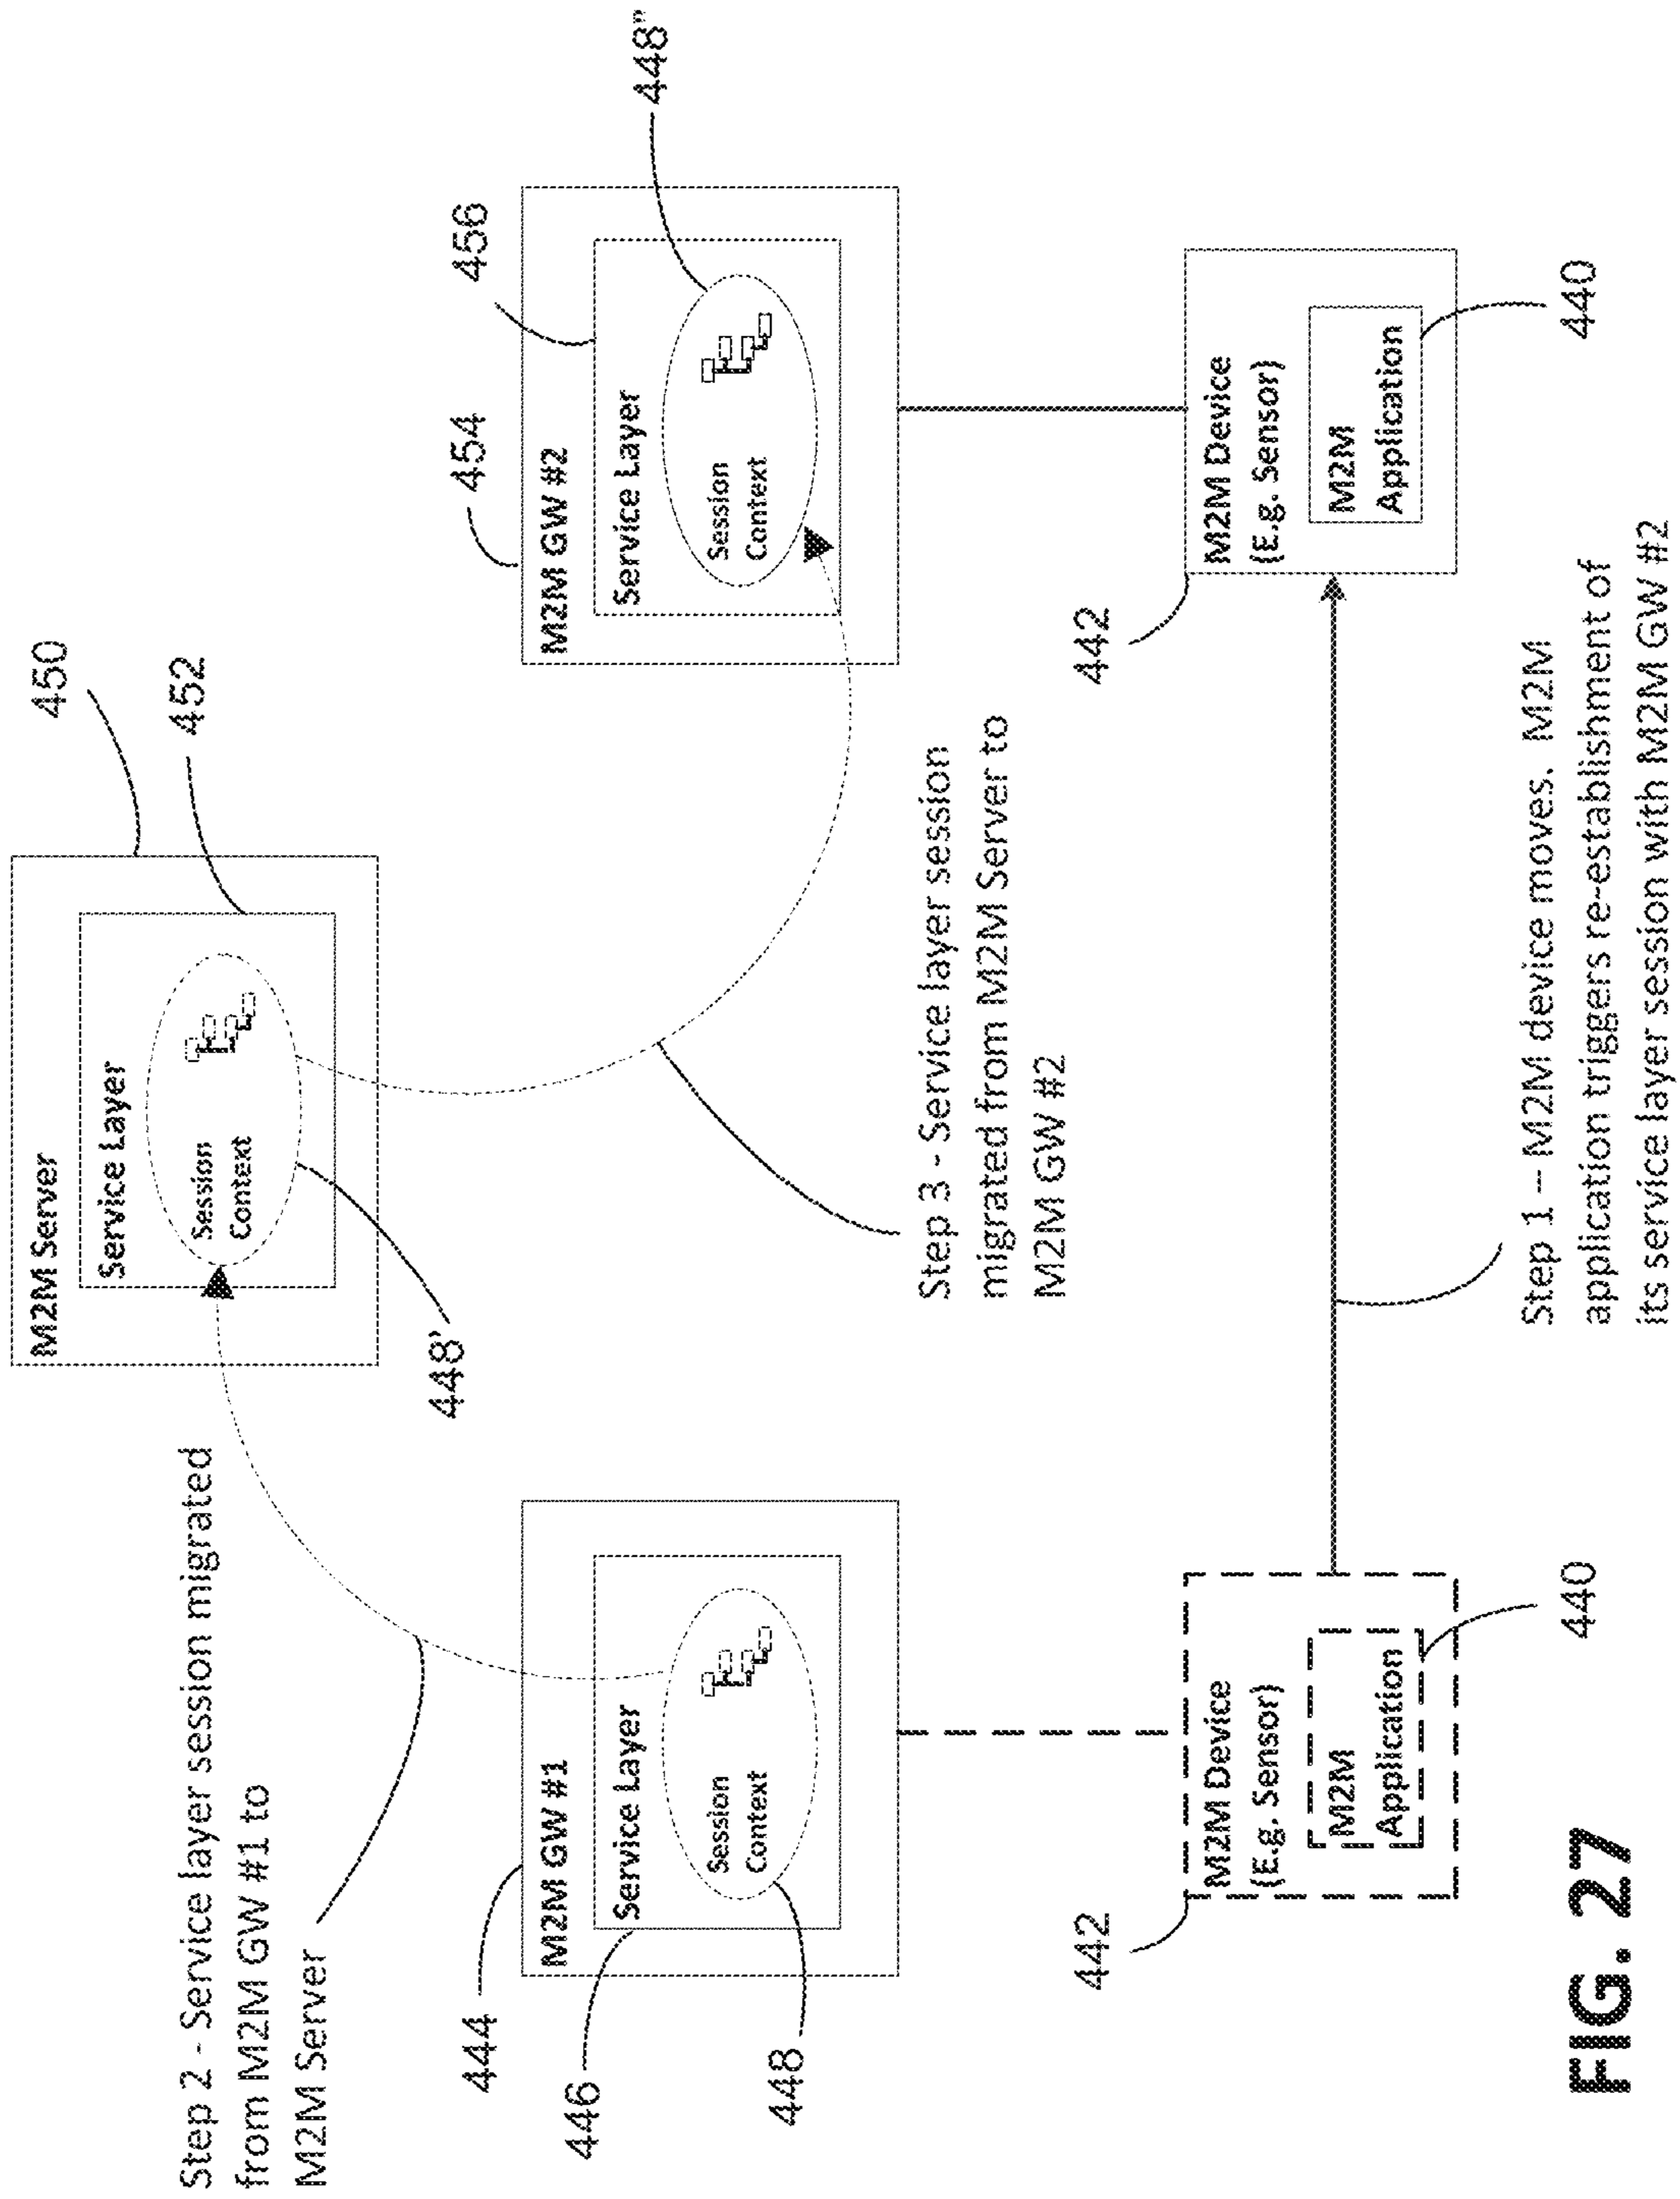 M2M Server
Service Layer
Session
Context
450
452
448'
Step 2 - Service layer session migrated
from M2M GW #1 to
M2M Server
444
446
448
M2M GW #1
Service Layer
Session
Context
454
456
448"
M2M GW #2
Service Layer
Session
Context
Step 3 - Service layer session
migrated from M2M Server to
M2M GW #2
442
M2M Device
(E.g. Sensor)
M2M
Application
440
442
M2M Device
(E.g. Sensor)
M2M
Application
440
Step 1 – M2M device moves. M2M
application triggers re-establishment of
its service layer session with M2M GW #2
FIG. 27